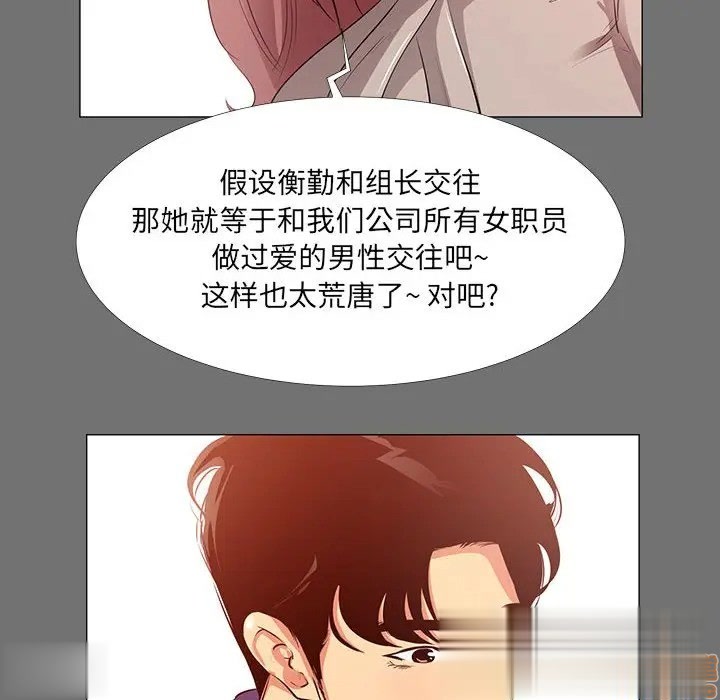 假设衡勤和组长交往
那她就等于和我们公司所有女职员
做过爱的男性交往吧~
这样也太荒唐了~对吧?